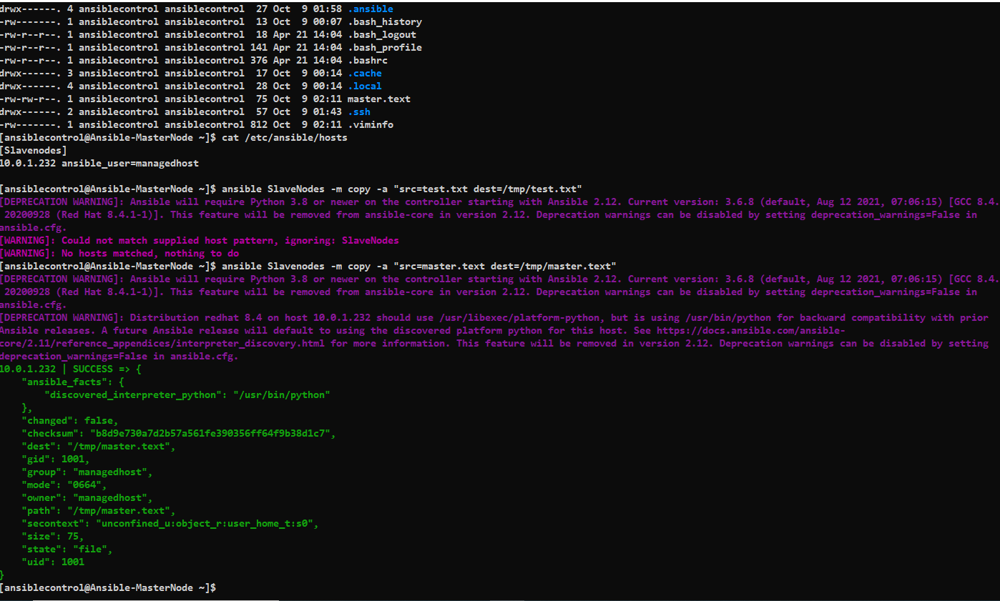 drwx------. 4 ansiblecontrol ansiblecontrol  27 Oct  9 01:58 .ansible
-rw-------. 1 ansiblecontrol ansiblecontrol  13 Oct  9 00:07 .bash_history
-rw-r--r--. 1 ansiblecontrol ansiblecontrol  18 Apr 21 14:04 .bash_logout
-rw-r--r--. 1 ansiblecontrol ansiblecontrol 141 Apr 21 14:04 .bash_profile
-rw-r--r--. 1 ansiblecontrol ansiblecontrol 376 Apr 21 14:04 .bashrc
drwx------. 3 ansiblecontrol ansiblecontrol  17 Oct  9 00:14 .cache
drwx------. 4 ansiblecontrol ansiblecontrol  28 Oct  9 00:14 .local
-rw-rw-r--. 1 ansiblecontrol ansiblecontrol  75 Oct  9 02:11 master.text
drwx------. 2 ansiblecontrol ansiblecontrol  57 Oct  9 01:43 .ssh
-rw-------. 1 ansiblecontrol ansiblecontrol 812 Oct  9 02:11 .viminfo
[ansiblecontrol@Ansible-MasterNode ~]$ cat /etc/ansible/hosts
[Slavenodes]
10.0.1.232 ansible_user=managedhost
[ansiblecontrol@Ansible-MasterNode ~]$ ansible SlaveNodes -m copy -a "src=test.txt dest=/tmp/test.txt"
[DEPRECATION WARNING]: Ansible will require Python 3.8 or newer on the controller starting with Ansible 2.12. Current version: 3.6.8 (default, Aug 12 2021, 07:06:15) [GCC 8.4.
 20200928 (Red Hat 8.4.1-1)]. This feature will be removed from ansible-core in version 2.12. Deprecation warnings can be disabled by setting deprecation_warnings=False in
ansible.cfg.
[WARNING]: Could not match supplied host pattern, ignoring: SlaveNodes
[WARNING]: No hosts matched, nothing to do
[ansiblecontrol@Ansible-MasterNode ~]$ ansible Slavenodes -m copy -a "src=master.text dest=/tmp/master.text"
[DEPRECATION WARNING]: Ansible will require Python 3.8 or newer on the controller starting with Ansible 2.12. Current version: 3.6.8 (default, Aug 12 2021, 07:06:15) [GCC 8.4.
 20200928 (Red Hat 8.4.1-1)]. This feature will be removed from ansible-core in version 2.12. Deprecation warnings can be disabled by setting deprecation_warnings=False in
ansible.cfg.
[DEPRECATION WARNING]: Distribution redhat 8.4 on host 10.0.1.232 should use /usr/libexec/platform-python, but is using /usr/bin/python for backward compatibility with prior
Ansible releases. A future Ansible release will default to using the discovered platform python for this host. See https://docs.ansible.com/ansible-
core/2.11/reference_appendices/interpreter_discovery.html for more information. This feature will be removed in version 2.12. Deprecation warnings can be disabled by setting
deprecation_warnings=False in ansible.cfg.
10.0.1.232 | SUCCESS => {
    "ansible_facts": {
        "discovered_interpreter_python": "/usr/bin/python"
    },
    "changed": false,
    "checksum": "b8d9e730a7d2b57a561fe390356ff64f9b38d1c7",
    "dest": "/tmp/master.text",
    "gid": 1001,
    "group": "managedhost",
    "mode": "0664",
    "owner": "managedhost",
    "path": "/tmp/master.text",
    "secontext": "unconfined_u:object_r:user_home_t:s0",
    "size": 75,
    "state": "file",
    "uid": 1001
}
[ansiblecontrol@Ansible-MasterNode ~]$